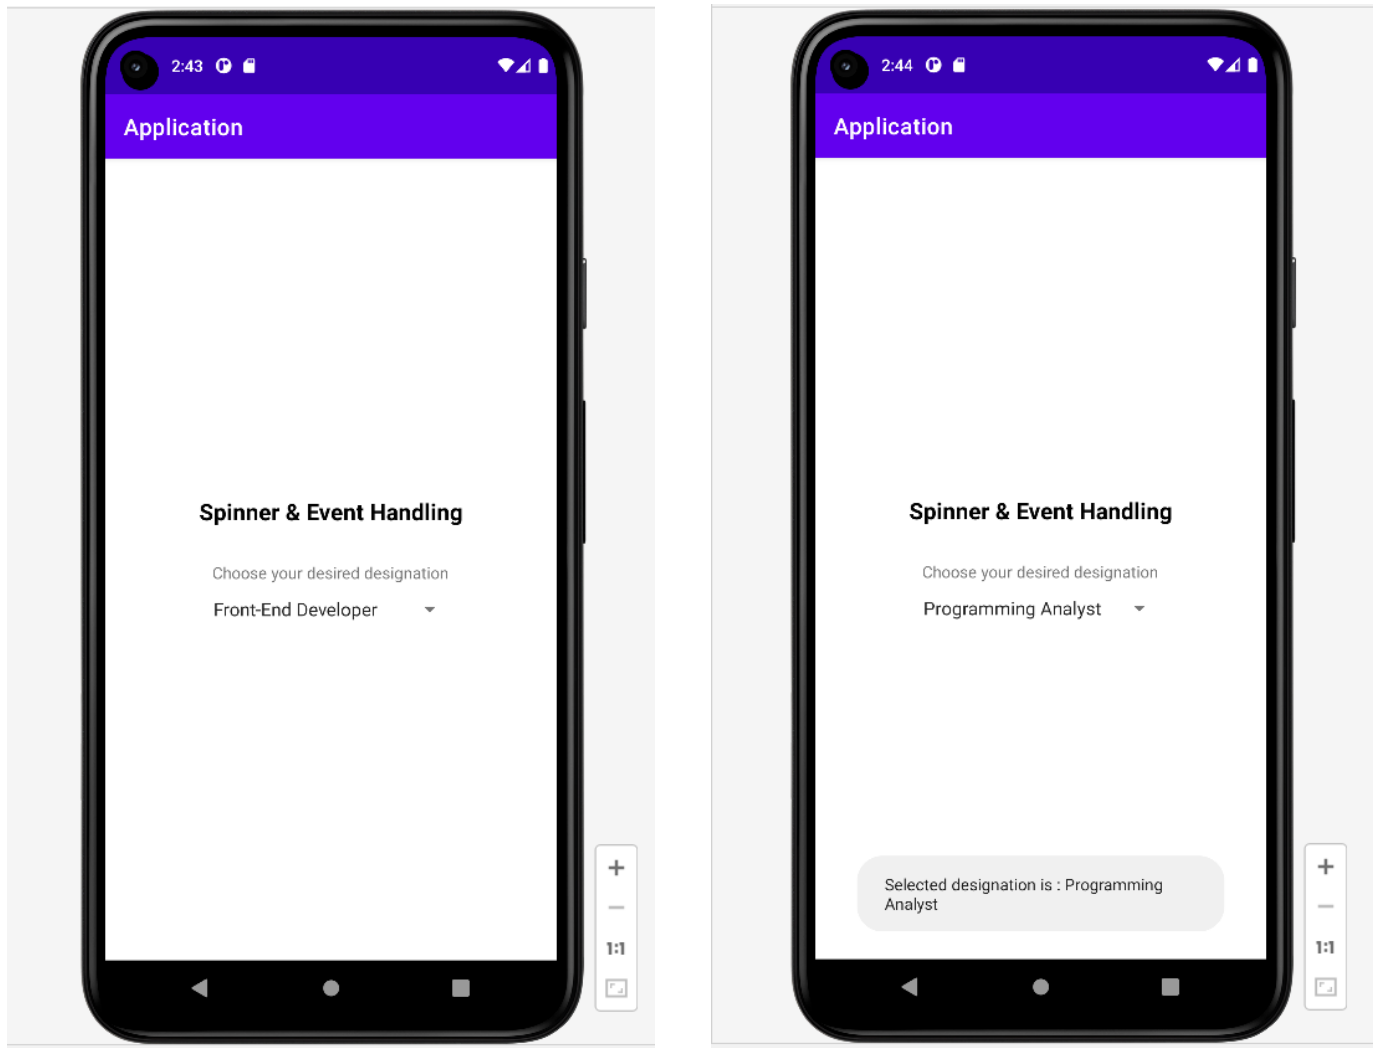 2:43
Application
Spinner & Event Handling
Choose your desired designation
Front-End Developer
1:1
2:44
Application
Spinner & Event Handling
Choose your desired designation
Programming Analyst
Selected designation is : Programming
Analyst
1:1